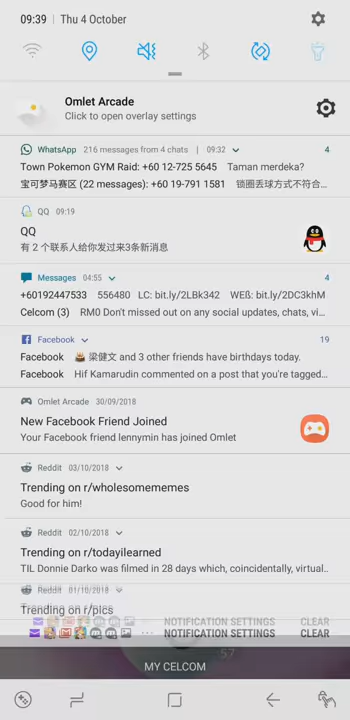 09:39 | Thu 4 October
Omlet Arcade
Click to open overlay settings
WhatsApp 216 messages from 4 chats | 09:32 4
Town Pokemon GYM Raid: +60 12-725 5645 Taman merdeka?
宝可梦马赛区 (22 messages): +60 19-791 1581 锁圈丢球方式不符合…
QQ 09:19
QQ
有 2 个联系人给你发过来3条新消息
Messages 04:55 4
+60192447533 556480 LC: bit.ly/2LBk342 WEß: bit.ly/2DC3khM
Celcom (3) RM0 Don't missed out on any social updates, chats, vi…
Facebook 19
Facebook 🎂 梁健文 and 3 other friends have birthdays today.
Facebook Hif Kamarudin commented on a post that you're tagged…
Omlet Arcade 30/09/2018
New Facebook Friend Joined
Your Facebook friend lennymin has joined Omlet
Reddit 03/10/2018
Trending on r/wholesomememes
Good for him!
Reddit 02/10/2018
Trending on r/todayilearned
TIL Donnie Darko was filmed in 28 days which, coincidentally, virtual..
Reddit 01/10/2018
Trending on r/pics
NOTIFICATION SETTINGS CLEAR
NOTIFICATION SETTINGS CLEAR
57
MY CELCOM